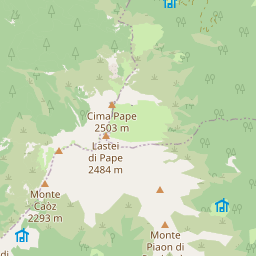 Cima Pape
2503 m
Lastei
di Pape
2484 m
Monte
Caòz
2293 m
Monte
Piaon di